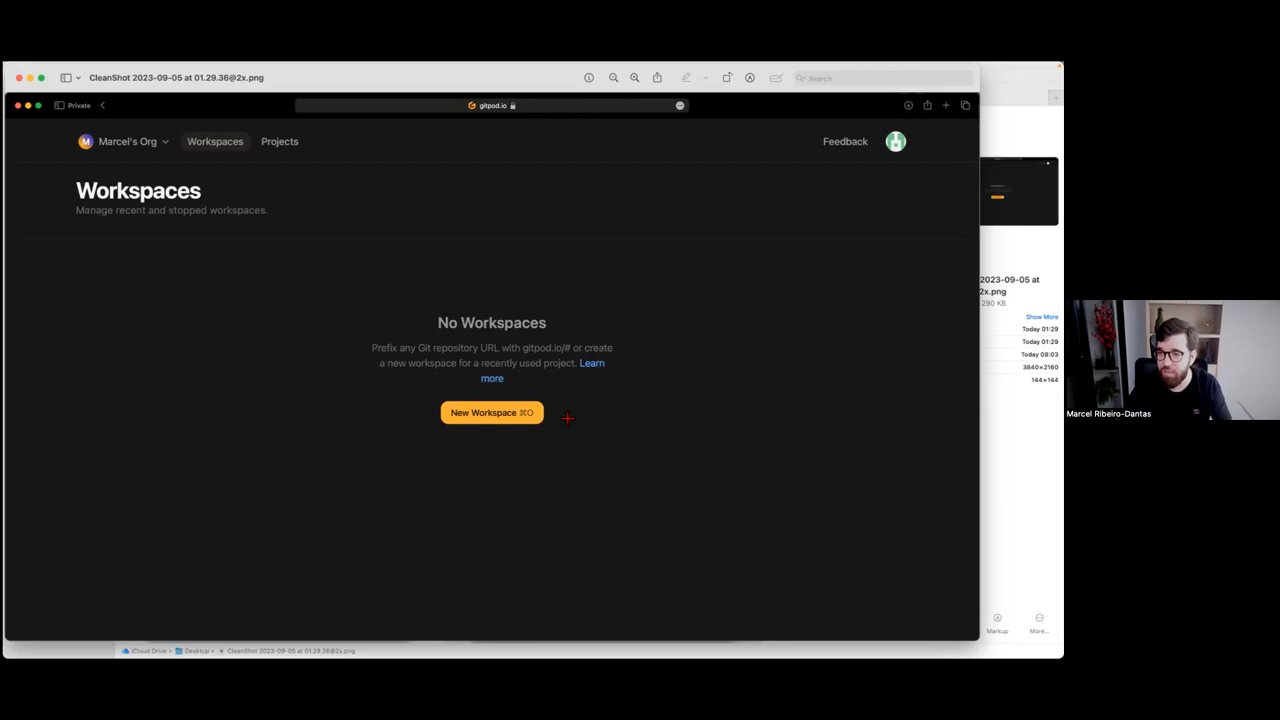 CleanShot 2023-09-05 at 01.29.36@2x.png
Search
Private
gitpod.io
M Marcel's Org
Workspaces
Projects
Feedback
Workspaces
Manage recent and stopped workspaces.
No Workspaces
Prefix any Git repository URL with gitpod.io/# or create
a new workspace for a recently used project. Learn
more
New Workspace ⌘O
2023-09-05 at
2x.png
290 KB
Show More
Today 01:29
Today 01:29
Today 08:03
3840×2160
144×144
Marcel Ribeiro-Dantas
Markup
More...
iCloud Drive › Desktop › CleanShot 2023-09-05 at 01.29.36@2x.png